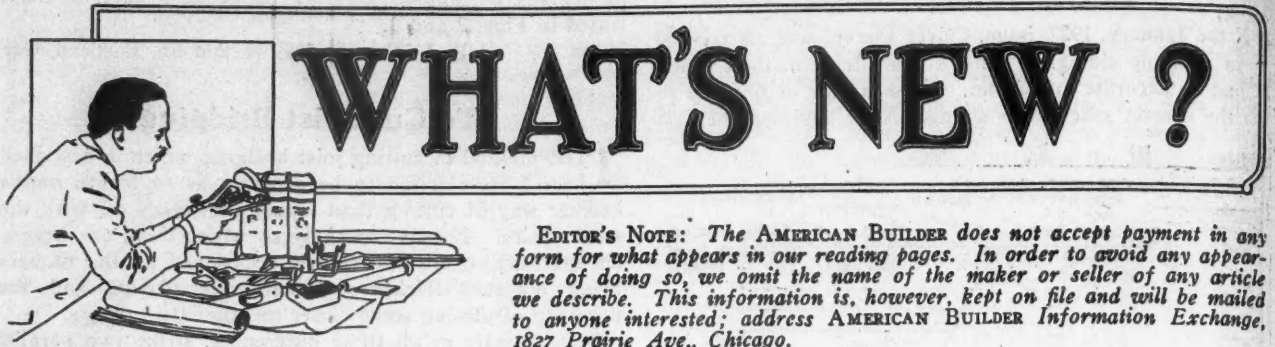 WHAT'S NEW ?
EDITOR'S NOTE: The AMERICAN BUILDER does not accept payment in any
form for what appears in our reading pages. In order to avoid any appear-
ance of doing so, we omit the name of the maker or seller of any article
we describe. This information is, however, kept on file and will be mailed
to anyone interested; address AMERICAN BUILDER Information Exchange,
1827 Prairie Ave., Chicago.